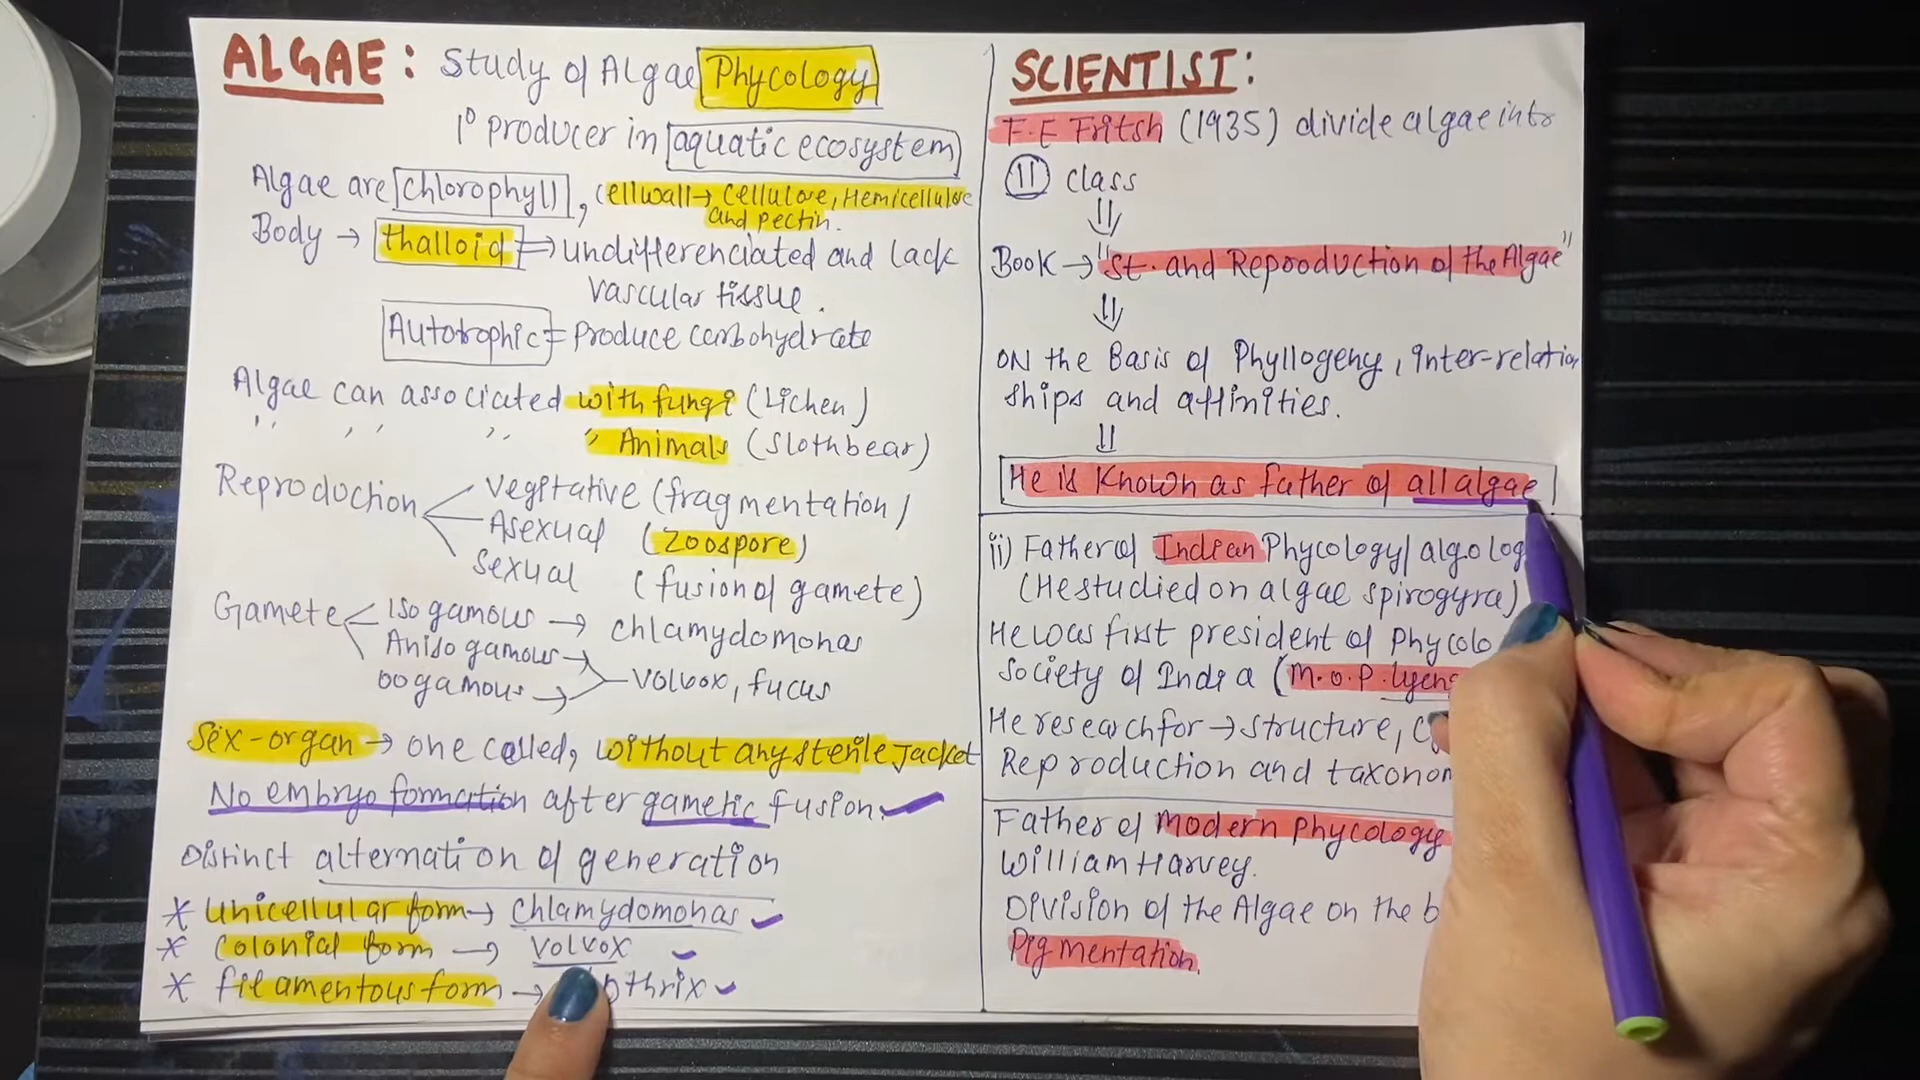 ALGAE: Study of Algae Phycology
1° producer in aquatic ecosystem
Algae are chlorophyll, cellwall → cellulose, Hemicellulose
and Pectin.
Body → thalloid ⇒ undifferenciated and lack
vascular tissue.
Autotrophic = Produce carbohydrate
Algae can associated with fungi (Lichen)
" " " " Animals (slothbear)
Reproduction
Vegitative (fragmentation)
Asexual (Zoospore)
Sexual (fusion of gamete)
Gamete
Isogamous → chlamydomonas
Anisogamous →
oogamous → volvox, fucus
Sex-organ → one celled, without any sterile Jacket
No embryo formation after gametic fusion.
Distinct alternation of generation
* Unicellular form → chlamydomonas
* Colonial form → volvox
* filamentous form → thrix
SCIENTIST:
F.E Fritsh (1935) divide algae into
11 class
⇓
Book → "St. and Reproduction of the Algae"
⇓
ON the Basis of Phyllogeny, inter-relation
ships and affinities.
⇓
He is Known as father of all algae
ii) Father of Indian Phycology/ algolog
(He studied on algae spirogyra)
He was first president of Phycolo
society of India (M.O.P. Iyeng
He research for → structure, C
Reproduction and taxonom
Father of modern Phycology
William Harvey.
Division of the Algae on the b
Pigmentation.